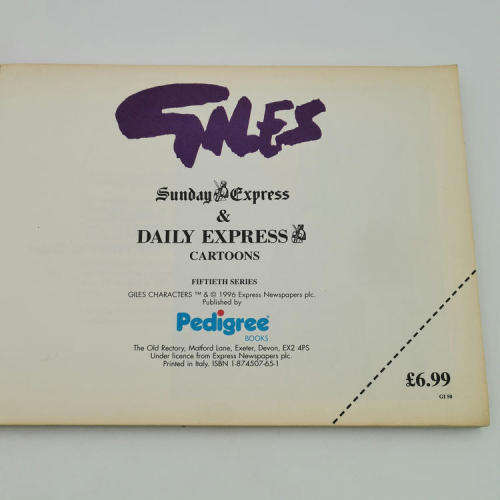 GILES
Sunday Express
&
DAILY EXPRESS
CARTOONS
FIFTIETH SERIES
GILES CHARACTERS ™ & © 1996 Express Newspapers plc.
Published by
Pedigree
BOOKS
The Old Rectory, Matford Lane, Exeter, Devon, EX2 4PS
Under licence from Express Newspapers plc.
Printed in Italy. ISBN 1-874507-65-1
£6.99
GI 50